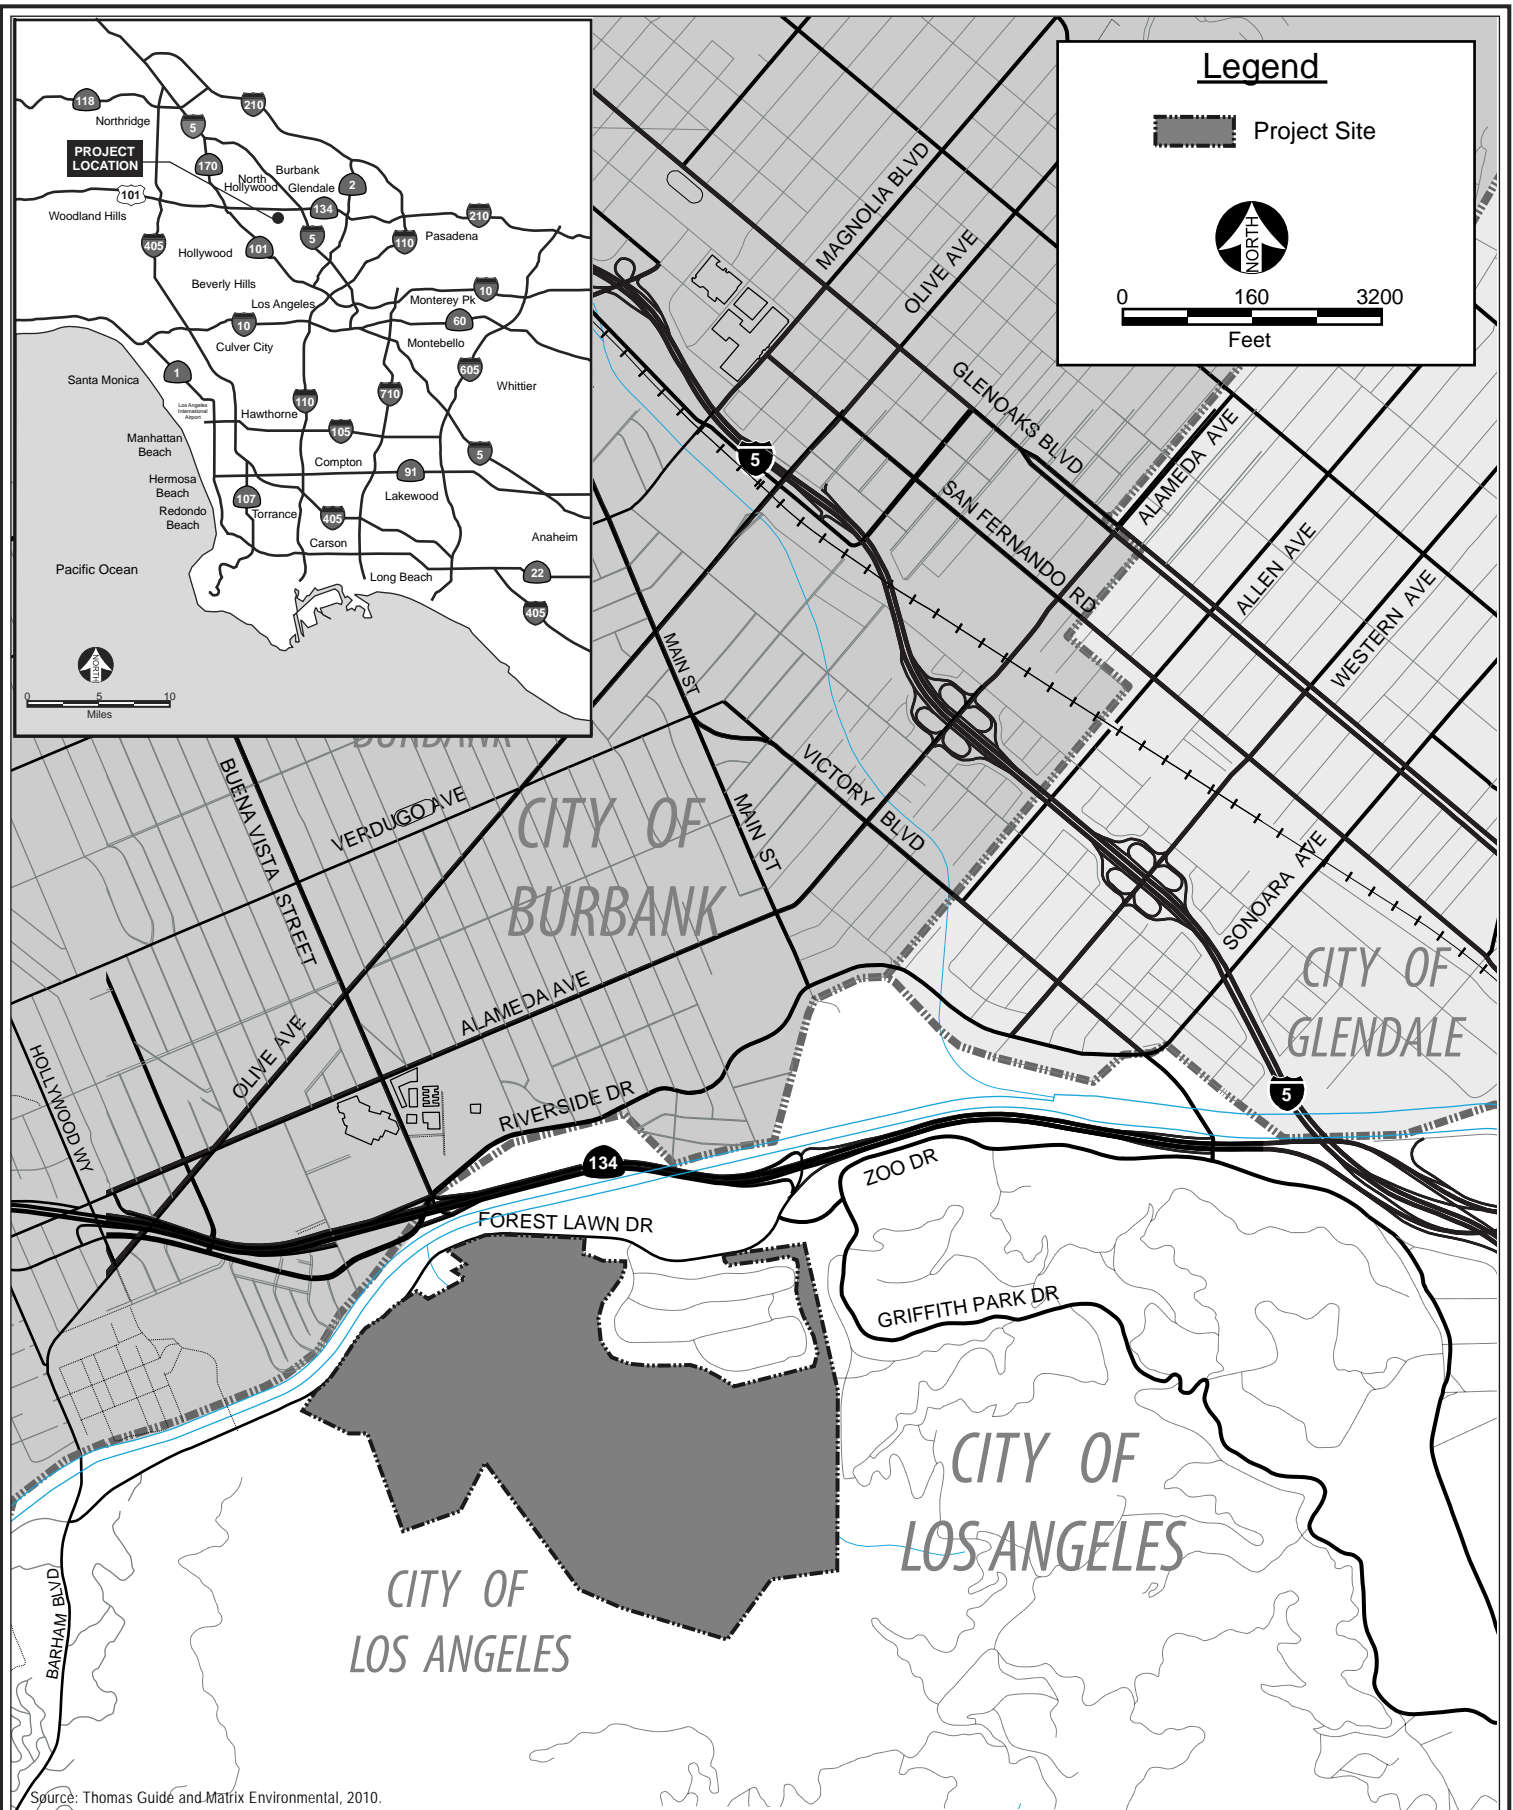 118
Northridge
210
5
PROJECT
LOCATION
170
North
Hollywood
Burbank
Glendale
2
101
134
Woodland Hills
210
405
Hollywood
101
5
110
Pasadena
Beverly Hills
10
Los Angeles
Monterey Pk
10
60
Culver City
Montebello
1
Santa Monica
605
Whittier
Los Angeles
International
Airport
110
710
Hawthorne
105
Manhattan
Beach
5
Compton
91
Hermosa
Beach
107
Lakewood
Redondo
Beach
Torrance
405
Carson
Anaheim
Pacific Ocean
Long Beach
22
405
NORTH
0 5 10
Miles
Legend
Project Site
NORTH
0 160 3200
Feet
MAGNOLIA BLVD
OLIVE AVE
GLENOAKS BLVD
ALAMEDA AVE
5
SAN FERNANDO RD
ALLEN AVE
WESTERN AVE
MAIN ST
BURBANK
VICTORY BLVD
BUENA VISTA STREET
VERDUGO AVE
CITY OF
BURBANK
MAIN ST
SONOARA AVE
CITY OF
GLENDALE
ALAMEDA AVE
OLIVE AVE
HOLLYWOOD WY
RIVERSIDE DR
5
134
ZOO DR
FOREST LAWN DR
GRIFFITH PARK DR
CITY OF
LOS ANGELES
CITY OF
LOS ANGELES
BARHAM BLVD
Source: Thomas Guide and Matrix Environmental, 2010.